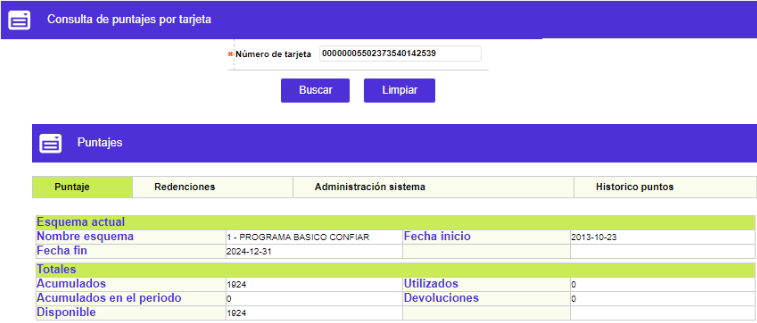 Consulta de puntajes por tarjeta
* Número de tarjeta 00000005502373540142539
Buscar Limpiar
Puntajes
Puntaje Redenciones Administración sistema Historico puntos
Esquema actual
Nombre esquema 1 - PROGRAMA BASICO CONFIAR Fecha inicio 2013-10-23
Fecha fin 2024-12-31
Totales
Acumulados 1924 Utilizados 0
Acumulados en el periodo 0 Devoluciones 0
Disponible 1924